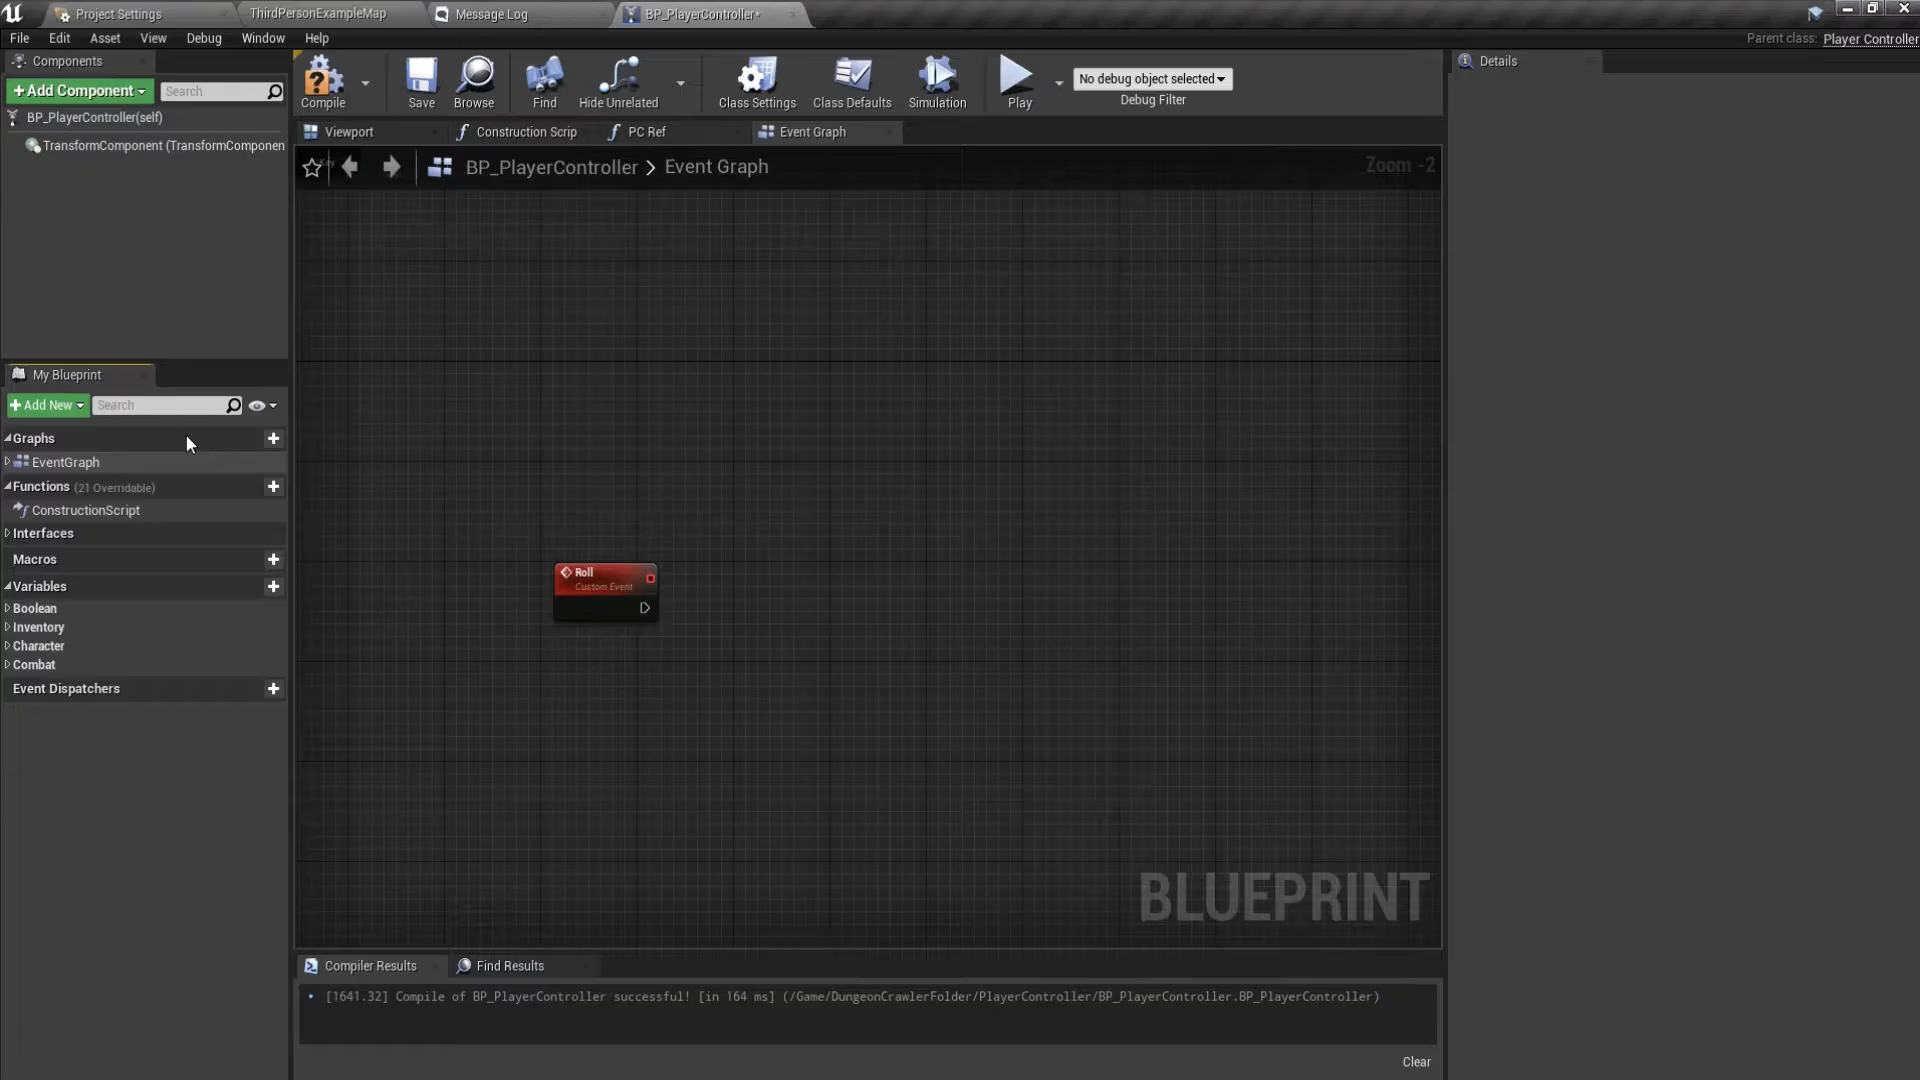 Project Settings
ThirdPersonExampleMap
Message Log
BP_PlayerController*
File Edit Asset View Debug Window Help
Parent class: Player Controller
Components
+Add Component
Search
BP_PlayerController(self)
TransformComponent (TransformComponen
Compile
Save
Browse
Find
Hide Unrelated
Class Settings
Class Defaults
Simulation
Play
No debug object selected
Debug Filter
Details
Viewport
Construction Scrip
PC Ref
Event Graph
BP_PlayerController > Event Graph
Zoom -2
My Blueprint
+Add New
Search
Graphs
EventGraph
Functions (21 Overridable)
ConstructionScript
Interfaces
Macros
Variables
Boolean
Inventory
Character
Combat
Event Dispatchers
Roll
Custom Event
BLUEPRINT
Compiler Results
Find Results
[1641.32] Compile of BP_PlayerController successful! [in 164 ms] (/Game/DungeonCrawlerFolder/PlayerController/BP_PlayerController.BP_PlayerController)
Clear